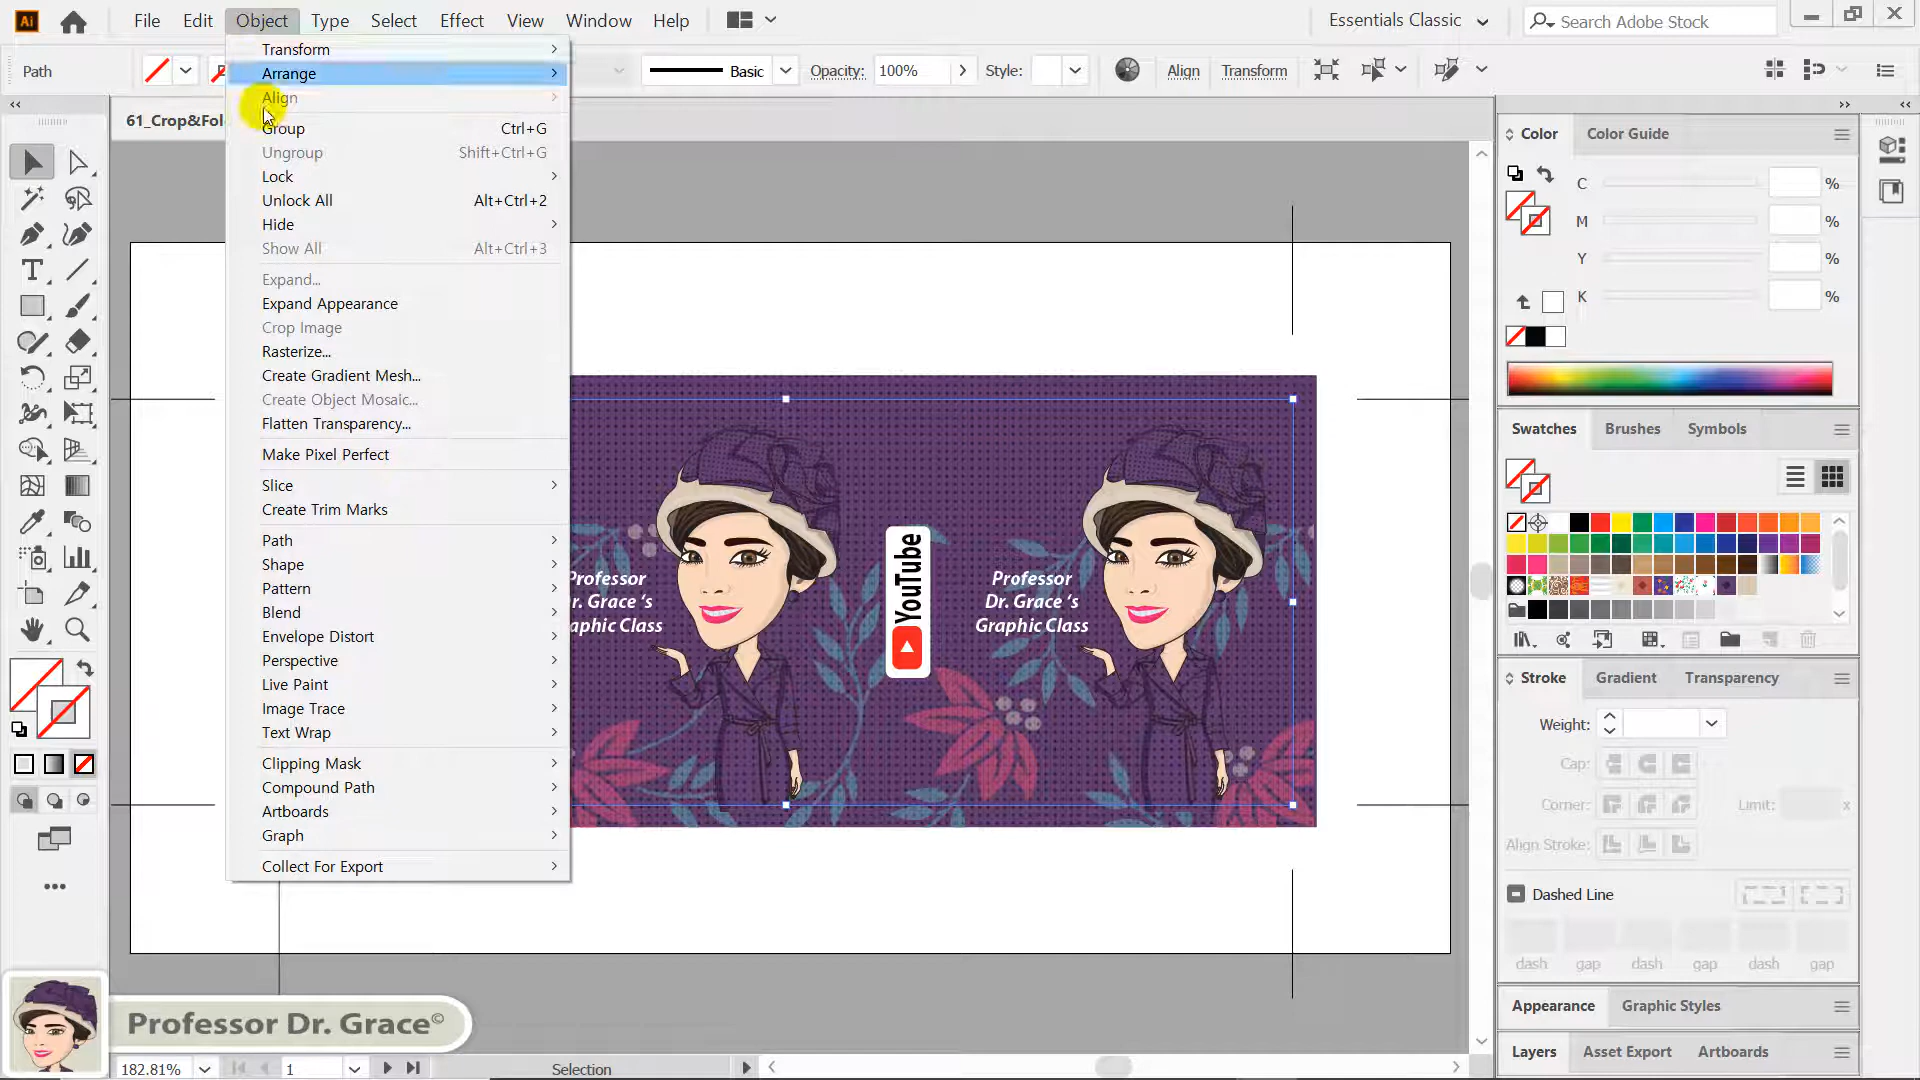 Ai File Edit Object Type Select Effect View Window Help Essentials Classic Search Adobe Stock
Path Basic Opacity: 100% Style: Align Transform
61_Crop&Fol
Transform
Arrange
Align
Group Ctrl+G
Ungroup Shift+Ctrl+G
Lock
Unlock All Alt+Ctrl+2
Hide
Show All Alt+Ctrl+3
Expand...
Expand Appearance
Crop Image
Rasterize...
Create Gradient Mesh...
Create Object Mosaic...
Flatten Transparency...
Make Pixel Perfect
Slice
Create Trim Marks
Path
Shape
Pattern
Blend
Envelope Distort
Perspective
Live Paint
Image Trace
Text Wrap
Clipping Mask
Compound Path
Artboards
Graph
Collect For Export
Professor
r. Grace ‘s
aphic Class
YouTube
Professor
Dr. Grace ‘s
Graphic Class
Color Color Guide
C %
M %
Y %
K %
Swatches Brushes Symbols
Stroke Gradient Transparency
Weight:
Cap:
Corner: Limit: x
Align Stroke:
Dashed Line
dash gap dash gap dash gap
Appearance Graphic Styles
Layers Asset Export Artboards
Professor Dr. Grace©
182.81% 1 Selection